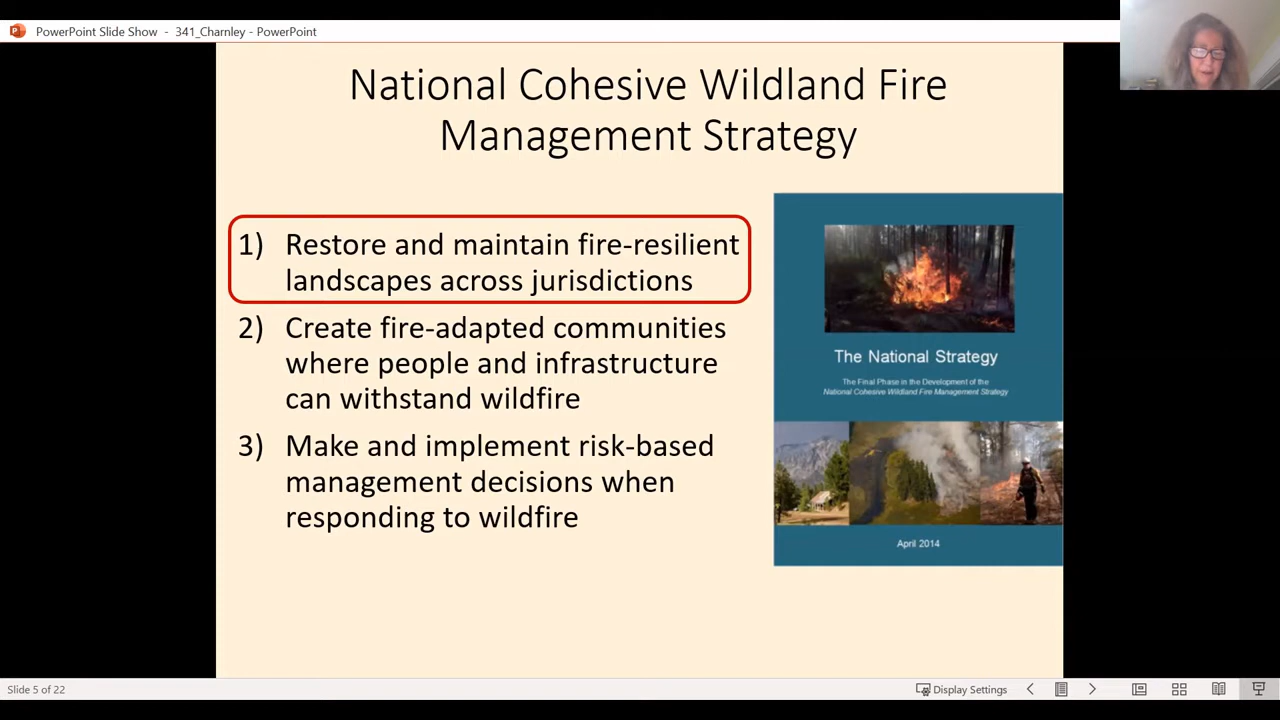 PowerPoint Slide Show - 341_Charnley - PowerPoint
National Cohesive Wildland Fire
Management Strategy
1) Restore and maintain fire-resilient
landscapes across jurisdictions
2) Create fire-adapted communities
where people and infrastructure
can withstand wildfire
3) Make and implement risk-based
management decisions when
responding to wildfire
The National Strategy
The Final Phase in the Development of the
National Cohesive Wildland Fire Management Strategy
April 2014
Slide 5 of 22
Display Settings